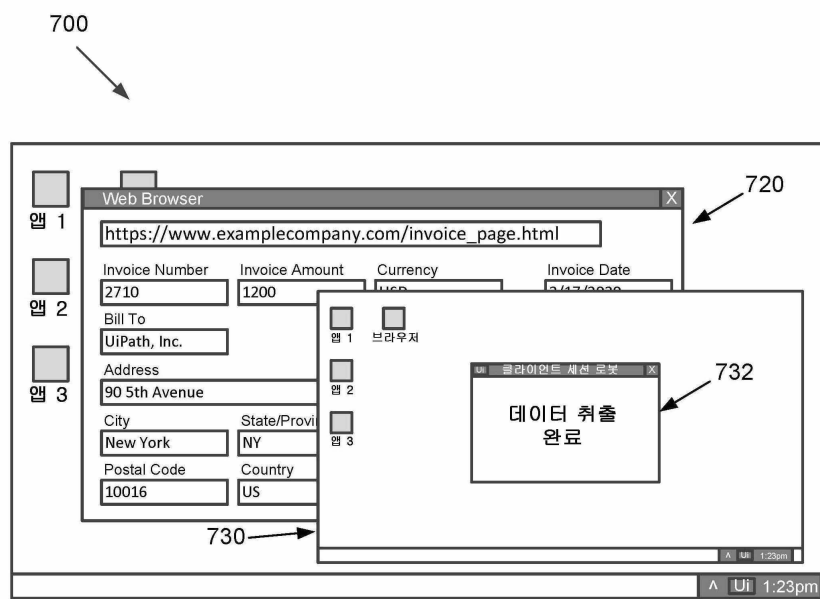 700
720
Web Browser X
앱 1
https://www.examplecompany.com/invoice_page.html
Invoice Number Invoice Amount Currency Invoice Date
2710 1200
앱 2
Bill To
UiPath, Inc.
앱 1 브라우저
Address
90 5th Avenue
앱 3
Ui 클라이언트 세션 로봇 X
732
앱 2
데이터 취출
완료
City
New York NY
앱 3
Postal Code Country
10016 US
730
^ Ui 1:23pm
^ Ui 1:23pm